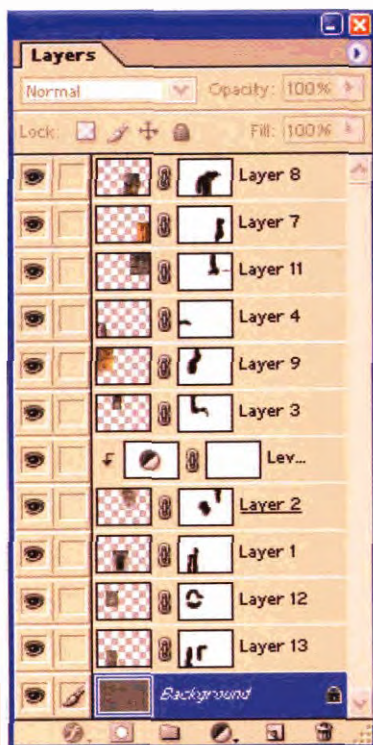 Layers
Normal Opacity: 100%
Lock: Fill: 100%
Layer 8
Layer 7
Layer 11
Layer 4
Layer 9
Layer 3
Lev...
Layer 2
Layer 1
Layer 12
Layer 13
Background